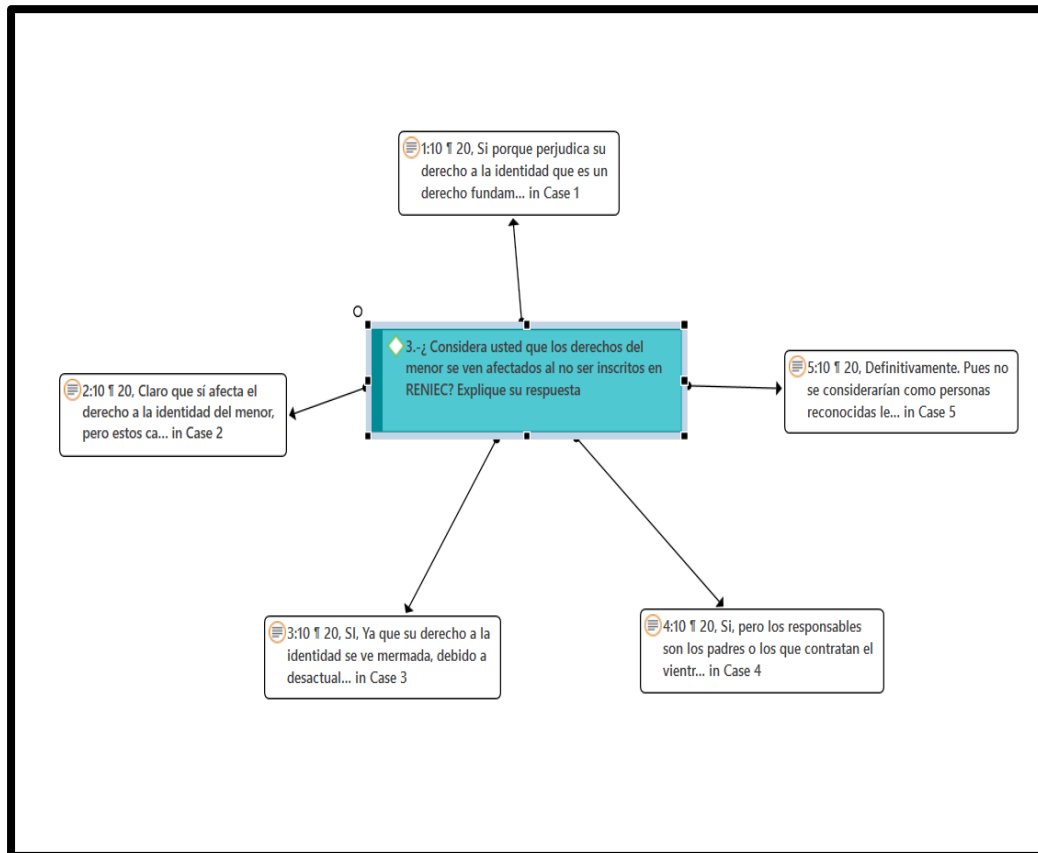 1:10 ¶ 20, Si porque perjudica su
derecho a la identidad que es un
derecho fundam... in Case 1
3.-¿ Considera usted que los derechos del
menor se ven afectados al no ser inscritos en
RENIEC? Explique su respuesta
2:10 ¶ 20, Claro que sí afecta el
derecho a la identidad del menor,
pero estos ca... in Case 2
5:10 ¶ 20, Definitivamente. Pues no
se considerarían como personas
reconocidas le... in Case 5
3:10 ¶ 20, SI, Ya que su derecho a la
identidad se ve mermada, debido a
desactual... in Case 3
4:10 ¶ 20, Si, pero los responsables
son los padres o los que contratan el
vientr... in Case 4